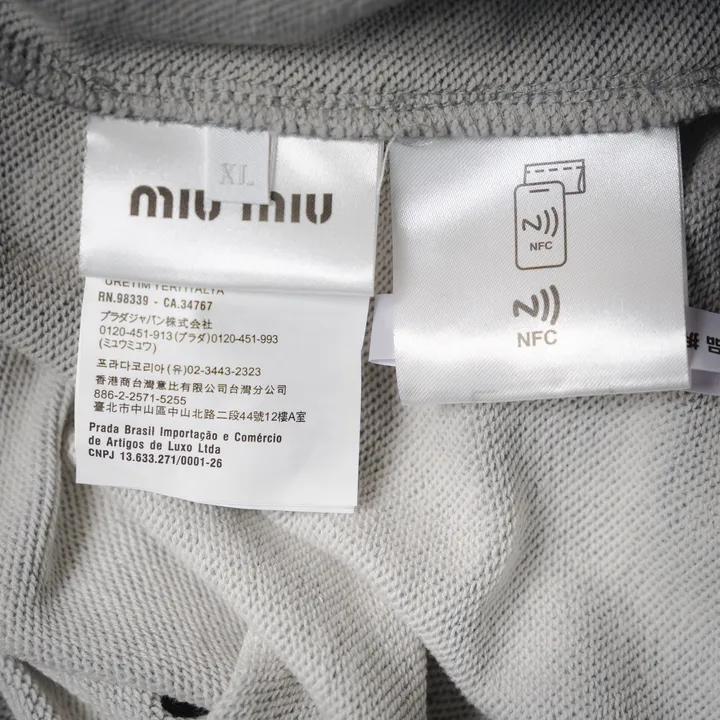 XL
miu miu
ÜRETİM YERİ İTALYA
RN.98339 - CA.34767
プラダジャパン株式会社
0120-451-913 (プラダ) 0120-451-993
(ミュウミュウ)
프라다코리아 (유) 02-3443-2323
香港商台灣意比有限公司台灣分公司
886-2-2571-5255
臺北市中山區中山北路二段44號12樓A室
Prada Brasil Importação e Comércio
de Artigos de Luxo Ltda
CNPJ 13.633.271/0001-26
NFC
NFC
品